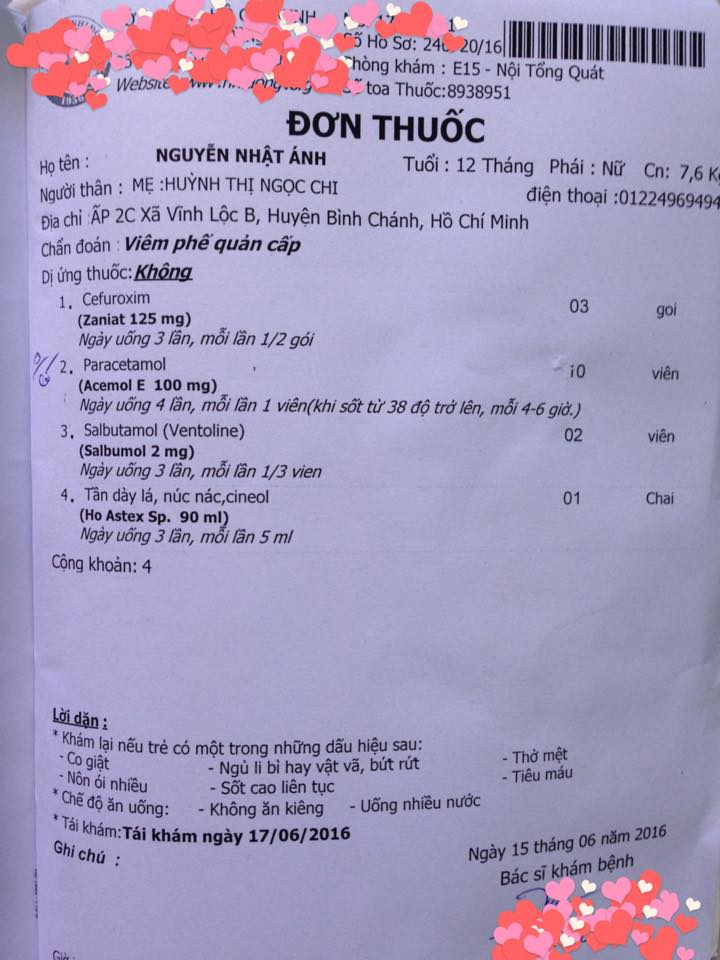 Số Hồ Sơ: 24 20/16
Phòng khám : E15 - Nội Tổng Quát
Website
toa Thuốc:8938951
1956
ĐƠN THUỐC
Họ tên : NGUYỄN NHẬT ÁNH Tuổi : 12 Tháng Phái : Nữ Cn: 7,6 K
Người thân : MẸ :HUỲNH THỊ NGỌC CHI điện thoại :01224969494
Địa chỉ :ẤP 2C Xã Vĩnh Lộc B, Huyện Bình Chánh, Hồ Chí Minh
Chẩn đoán : Viêm phế quản cấp
Dị ứng thuốc:Không
1. Cefuroxim 03 goi
(Zaniat 125 mg)
Ngày uống 3 lần, mỗi lần 1/2 gói
2. Paracetamol 10 viên
(Acemol E 100 mg)
Ngày uống 4 lần, mỗi lần 1 viên(khi sốt từ 38 độ trở lên, mỗi 4-6 giờ.)
3. Salbutamol (Ventoline) 02 viên
(Salbumol 2 mg)
Ngày uống 3 lần, mỗi lần 1/3 vien
4. Tần dày lá, núc nác,cineol 01 Chai
(Ho Astex Sp. 90 ml)
Ngày uống 3 lần, mỗi lần 5 ml
Cộng khoản: 4
Lời dặn :
* Khám lại nếu trẻ có một trong những dấu hiệu sau:
- Co giật - Ngủ li bì hay vật vã, bứt rứt - Thở mệt
- Nôn ói nhiều - Sốt cao liên tục - Tiêu máu
* Chế độ ăn uống: - Không ăn kiêng - Uống nhiều nước
* Tái khám:Tái khám ngày 17/06/2016
Ghi chú :
Ngày 15 tháng 06 năm 2016
Bác sĩ khám bệnh